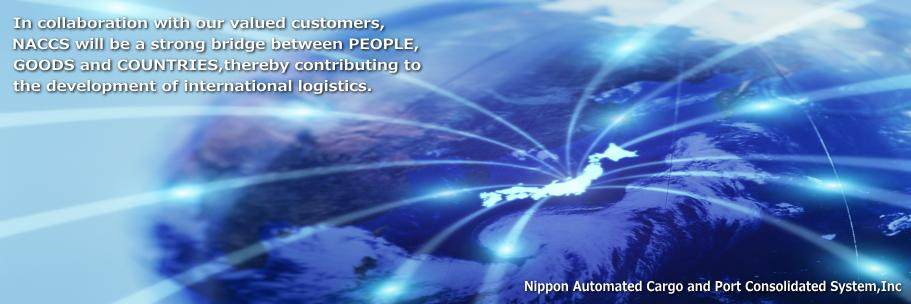 In collaboration with our valued customers,
NACCS will be a strong bridge between PEOPLE,
GOODS and COUNTRIES,thereby contributing to
the development of international logistics.
Nippon Automated Cargo and Port Consolidated System,Inc